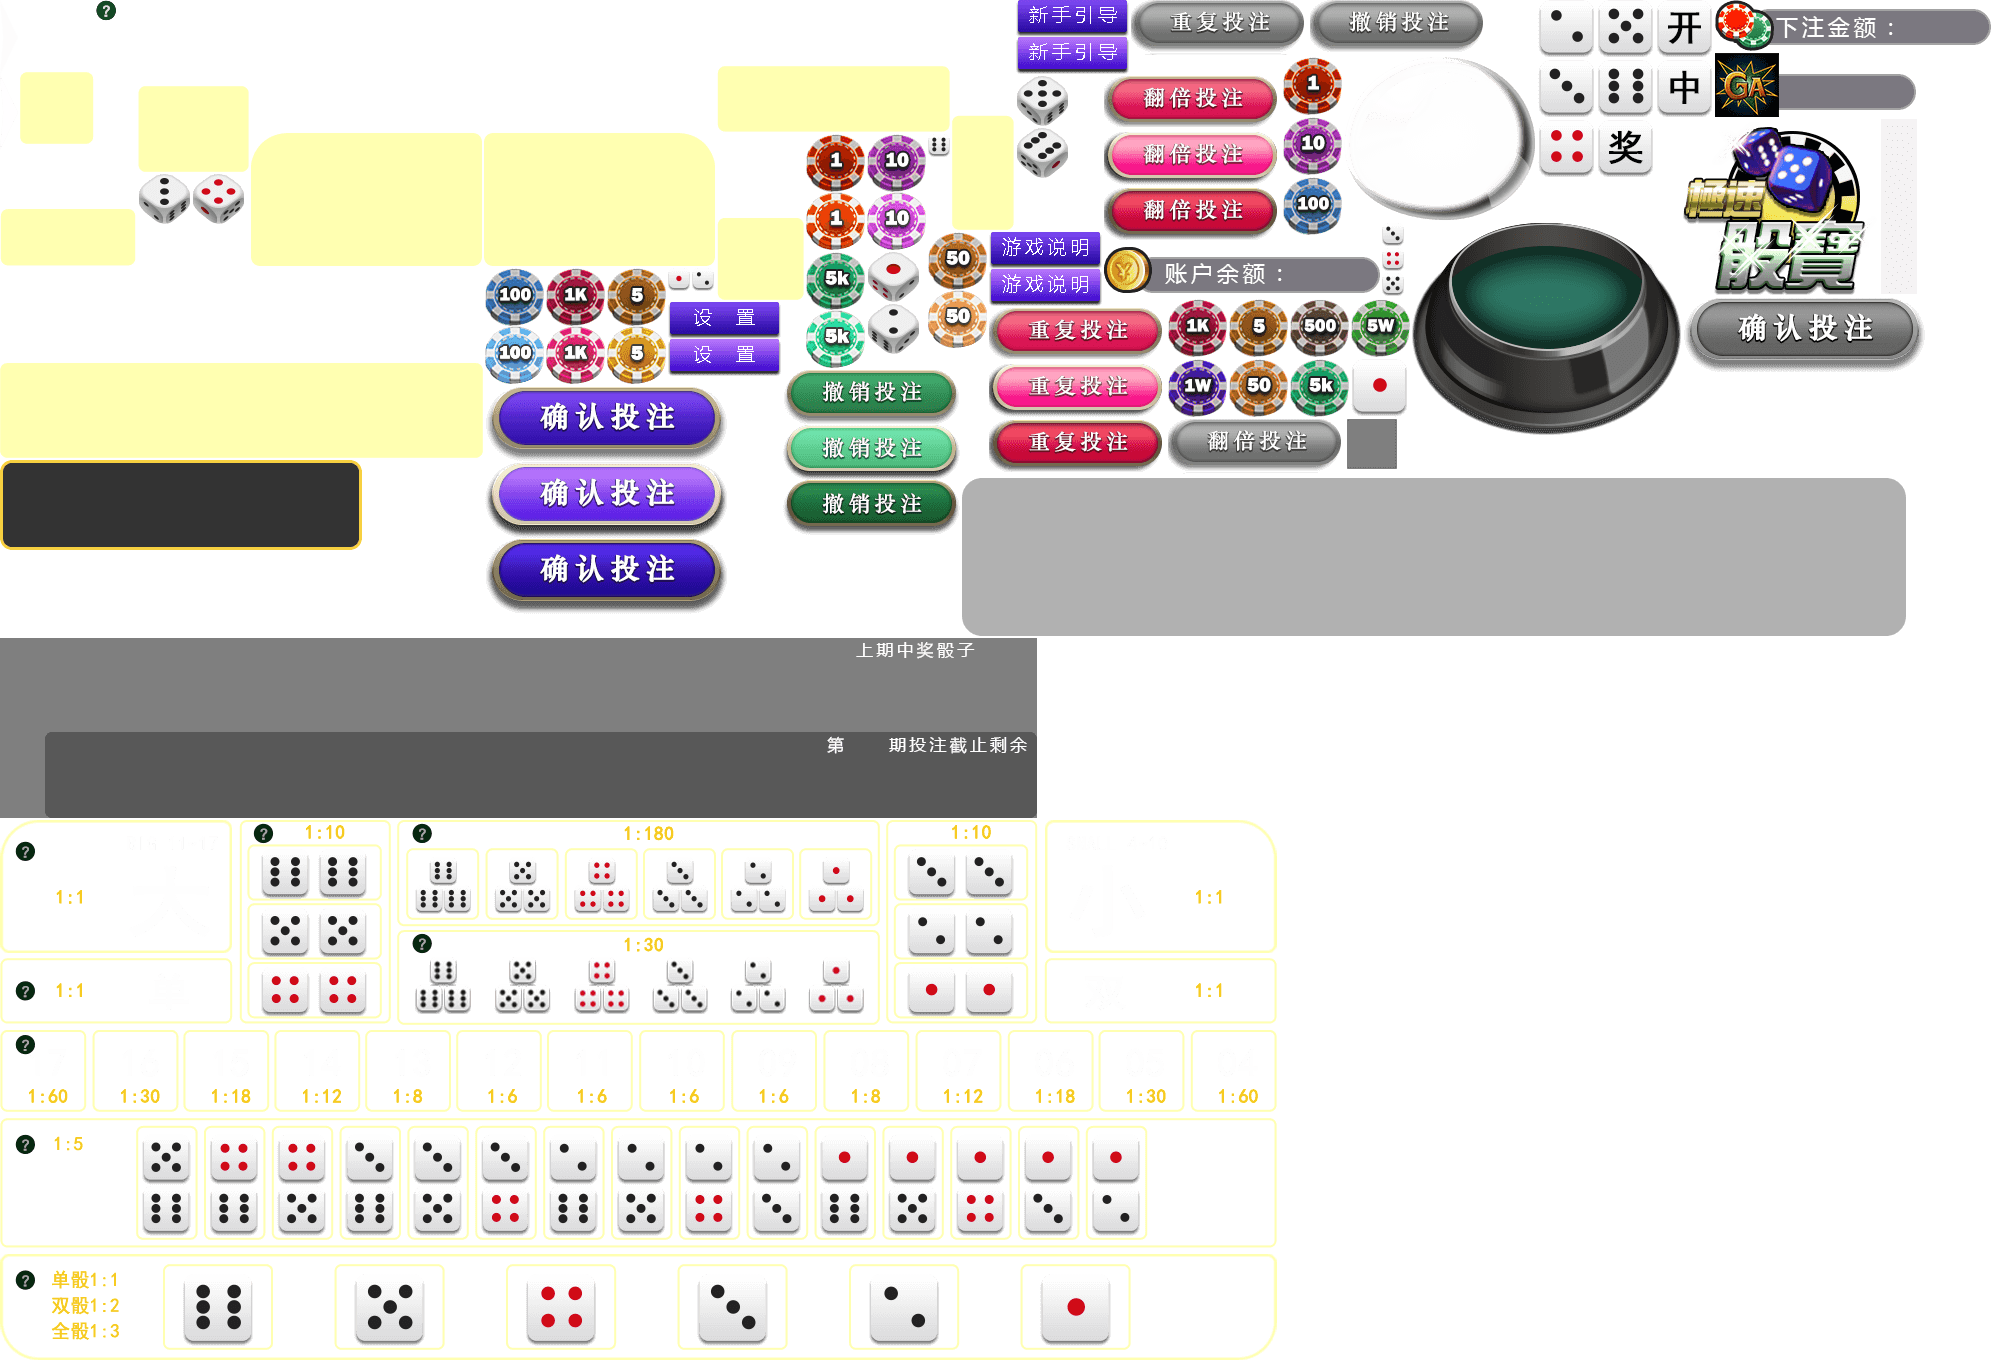 ?
新手引导
新手引导
重复投注
撤销投注
开
下注金额：
翻倍投注
1
中
GA
翻倍投注
10
奖
翻倍投注
100
1
10
1
10
極速
骰寶
游戏说明
游戏说明
账户余额：
5k
50
5k
50
100
1K
5
100
1K
5
设 置
设 置
重复投注
1K
5
500
5W
确认投注
重复投注
1W
50
5k
重复投注
翻倍投注
撤销投注
撤销投注
撤销投注
确认投注
确认投注
确认投注
上期中奖骰子
第 期投注截止剩余
?
1:10
?
1:180
1:10
?
1:1
1:1
?
1:30
?
1:1
1:1
?
1:60
1:30
1:18
1:12
1:8
1:6
1:6
1:6
1:6
1:8
1:12
1:18
1:30
1:60
?
1:5
?
单骰1:1
双骰1:2
全骰1:3